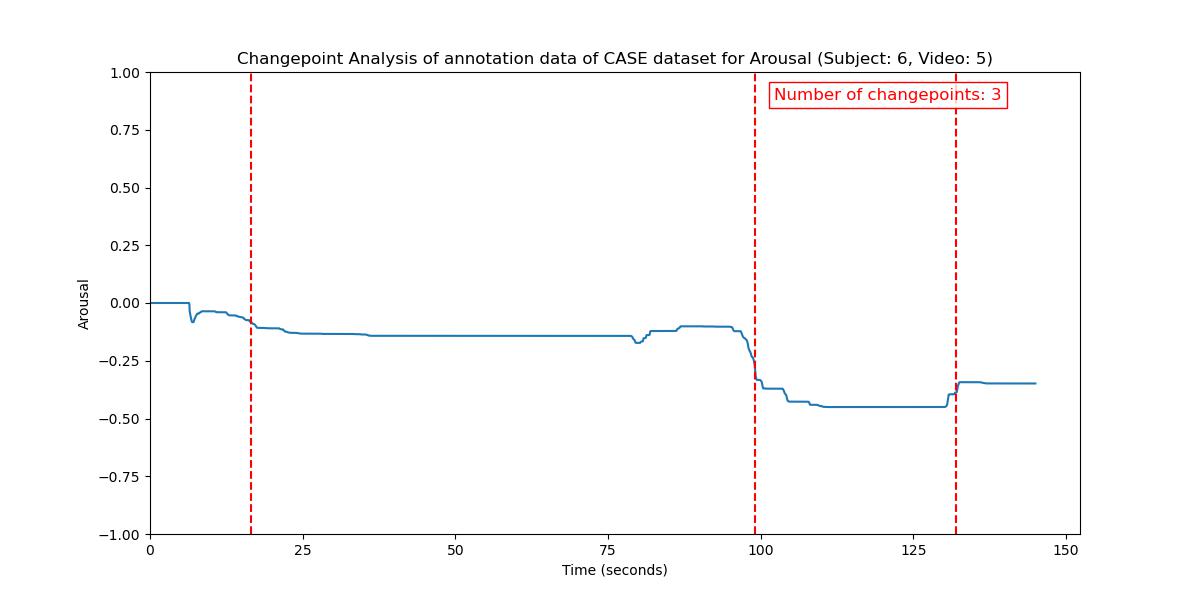 Changepoint Analysis of annotation data of CASE dataset for Arousal (Subject: 6, Video: 5)
Number of changepoints: 3
1.00
0.75
0.50
0.25
0.00
−0.25
−0.50
−0.75
−1.00
Arousal
0 25 50 75 100 125 150
Time (seconds)